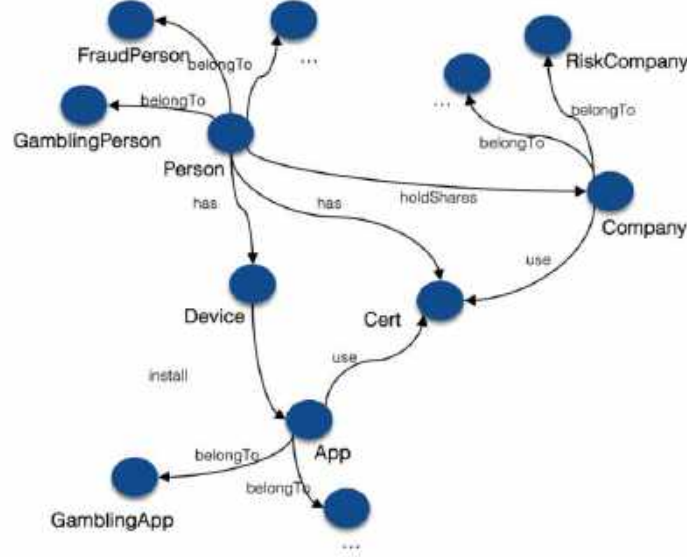 FraudPerson
belongTo
...
RiskCompany
...
belongTo
GamblingPerson
belongTo
belongTo
Person
has
has
holdShares
Company
use
Device
Cert
use
install
App
belongTo
belongTo
GamblingApp
...